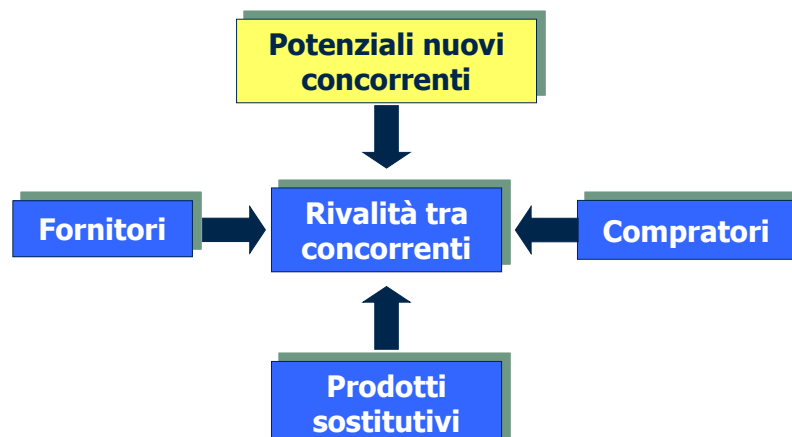 Potenziali nuovi
concorrenti
Fornitori
Rivalità tra
concorrenti
Compratori
Prodotti
sostitutivi